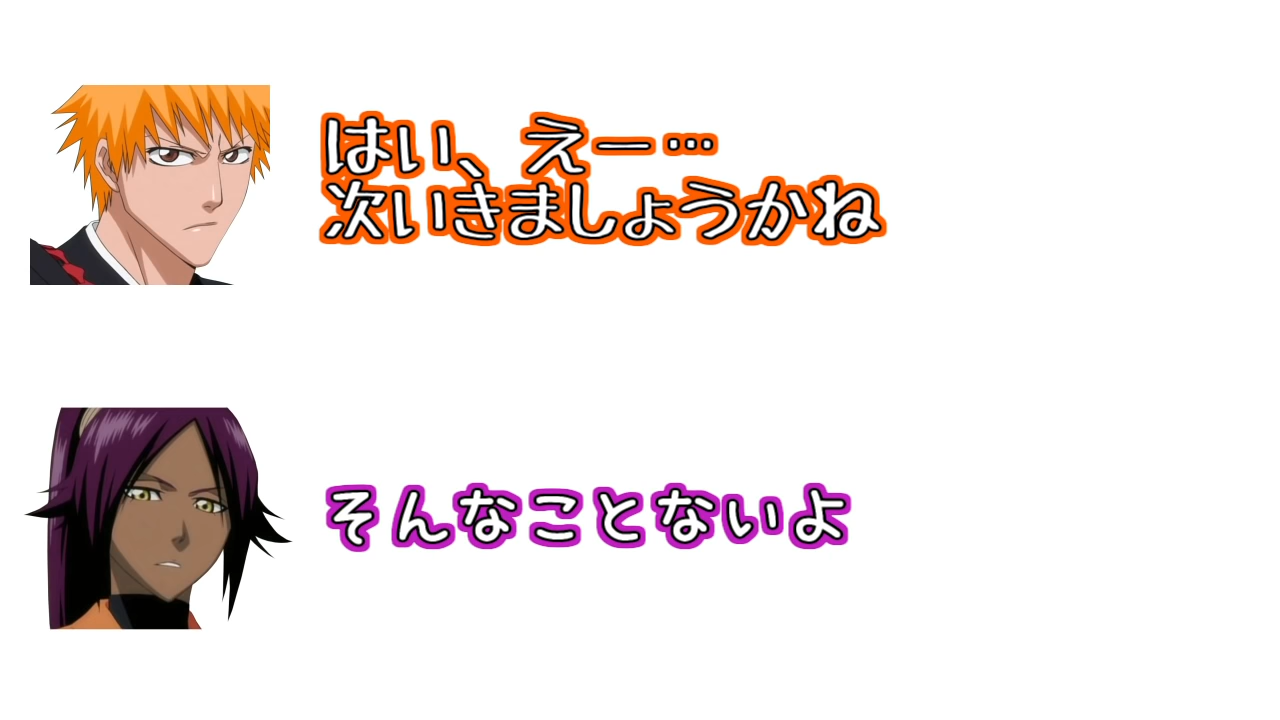 はい、えー…
次いきましょうかね
そんなことないよ